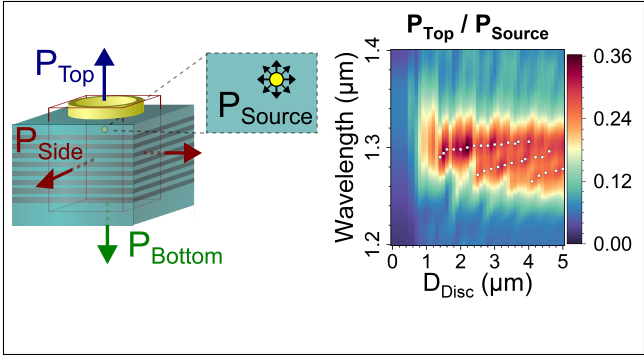 P_Top
P_Source
P_Side
P_Bottom
P_Top / P_Source
Wavelength (μm)
1.4
1.3
1.2
0 1 2 3 4 5
D_Disc (μm)
0.36
0.24
0.12
0.00